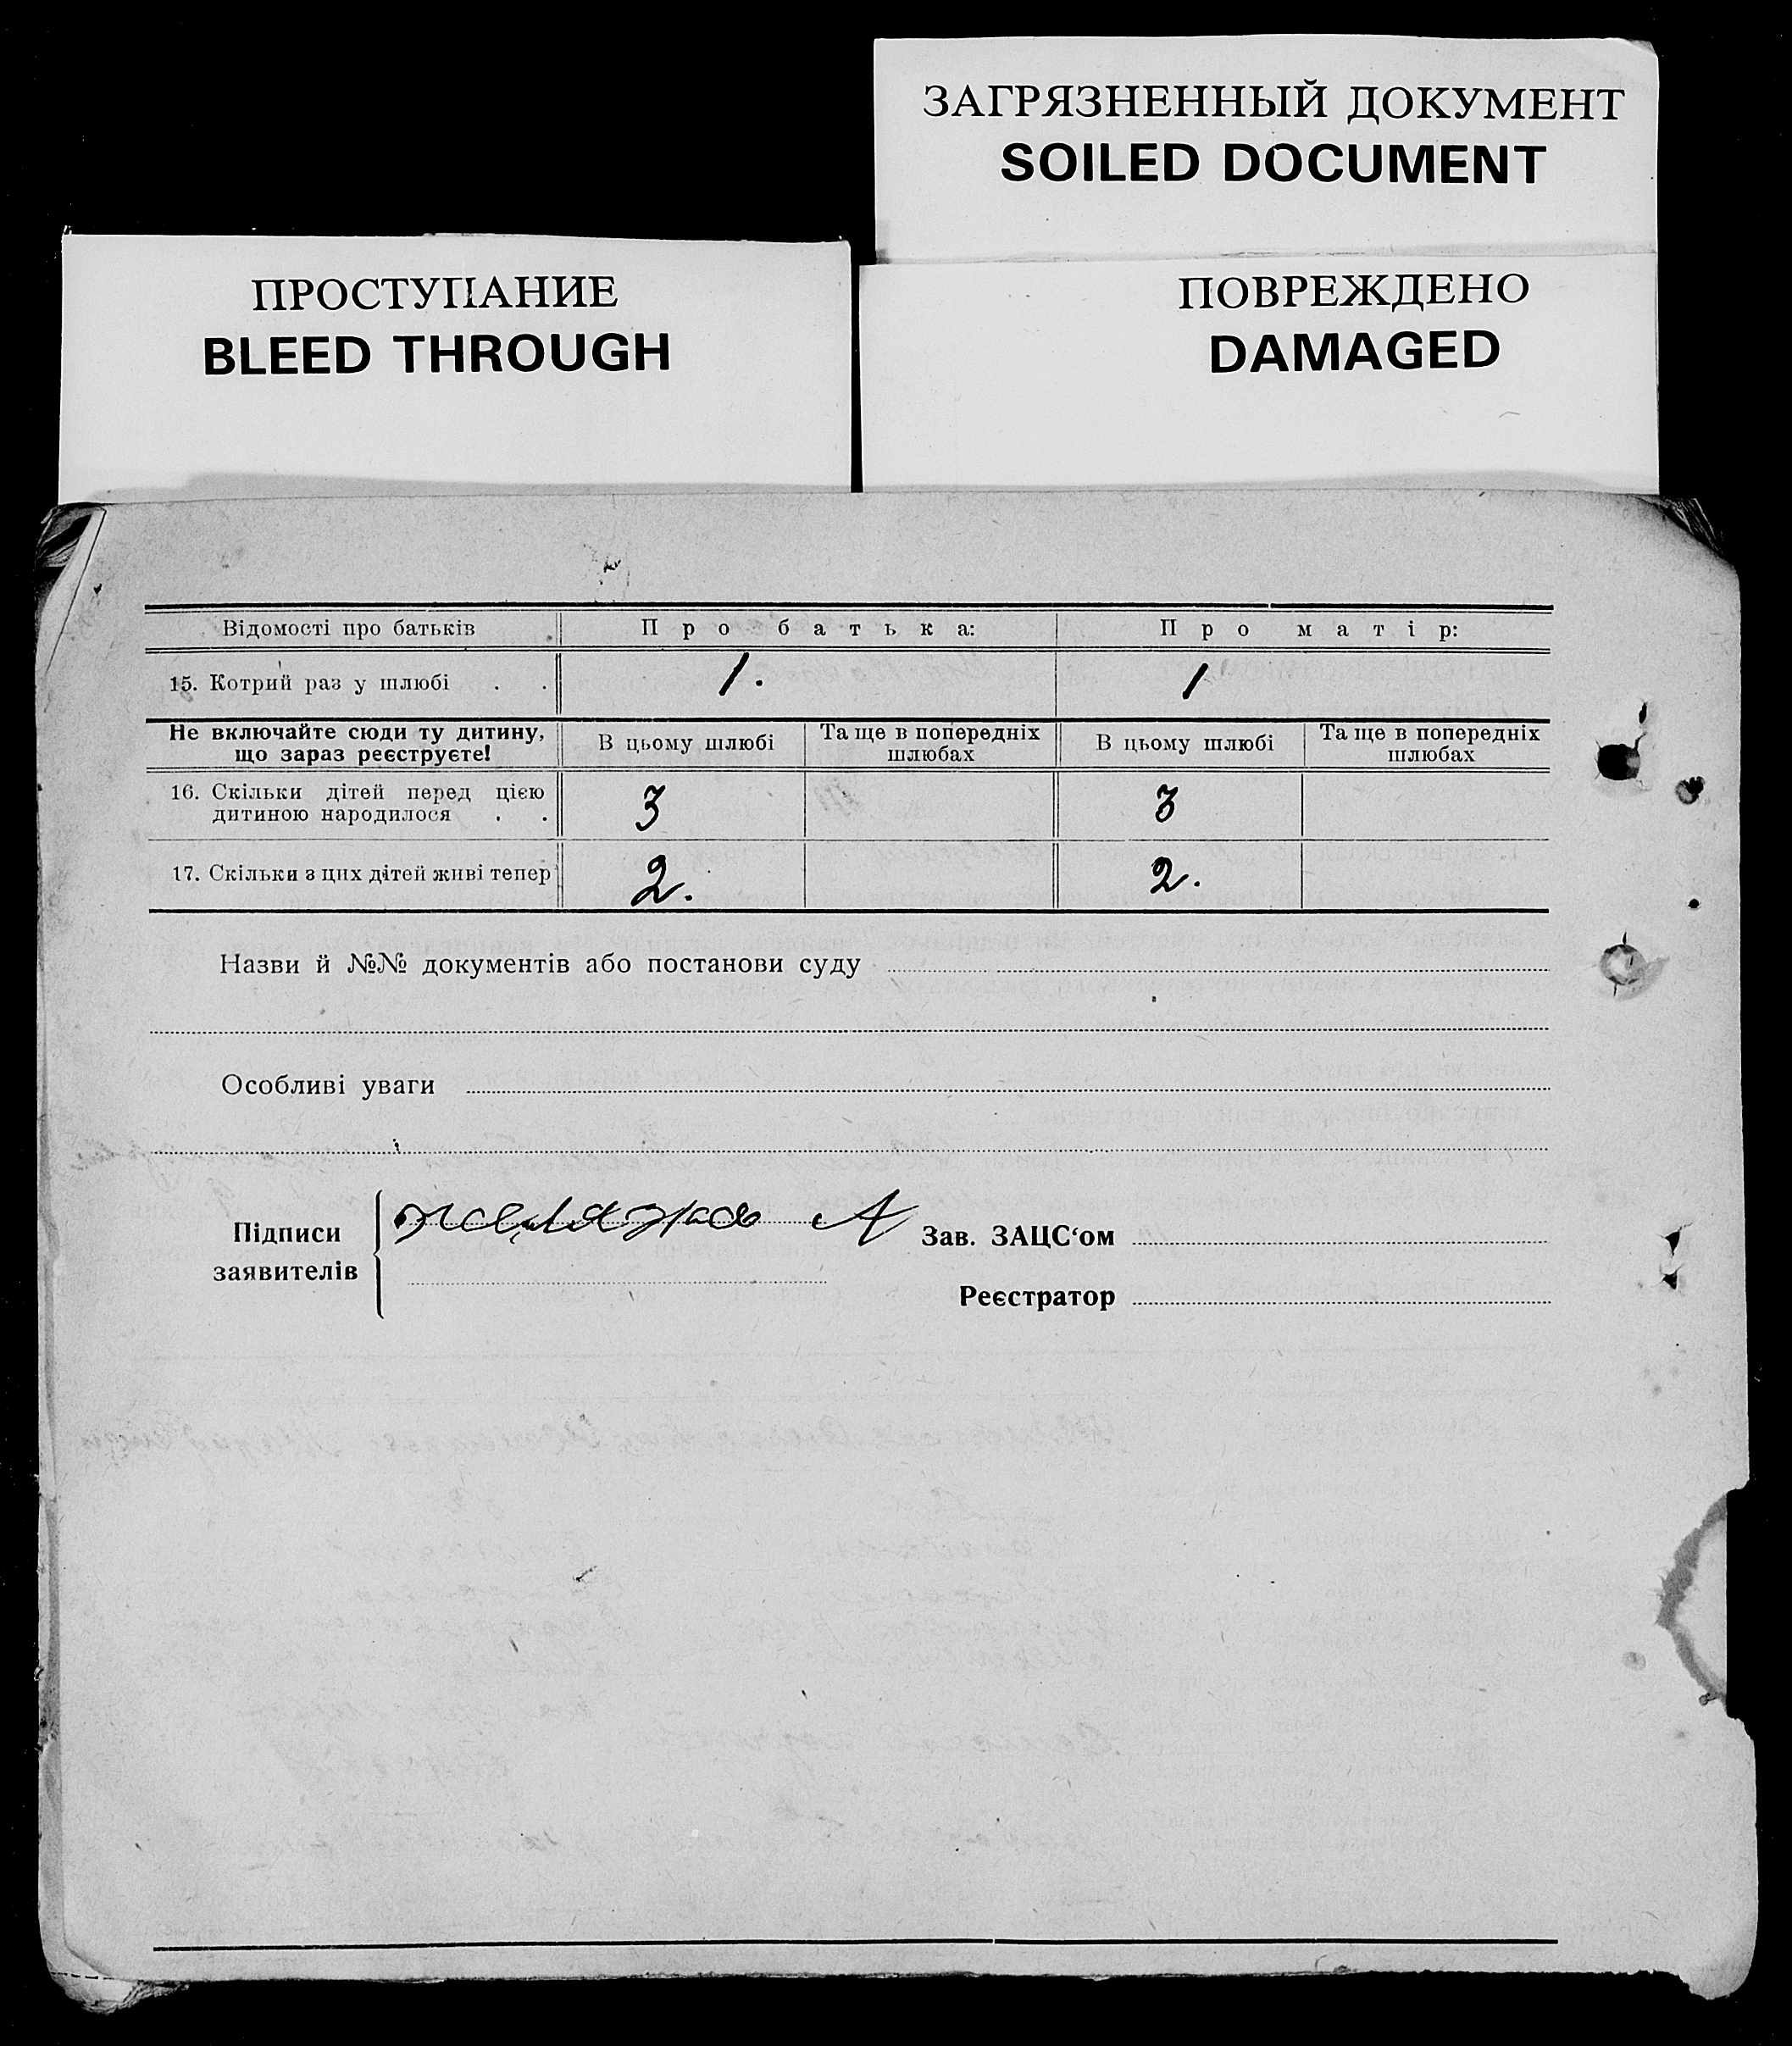 ЗАГРЯЗНЕННЫЙ ДОКУМЕНТ
SOILED DOCUMENT
ПРОСТУПАНИЕ
BLEED THROUGH
ПОВРЕЖДЕНО
DAMAGED
Відомості про батьків Про батька: Про матір:
15. Котрий раз у шлюбі . . 1. 1
Не включайте сюди ту дитину, що зараз реєструєте! В цьому шлюбі Та ще в попередніх шлюбах В цьому шлюбі Та ще в попередніх шлюбах
16. Скільки дітей перед цією
дитиною народилося . . 3 3
17. Скільки з цих дітей живі тепер 2. 2.
Назви й №№ документів або постанови суду
Особливі уваги
Підписи
заявителів
А
Зав. ЗАЦС‘ом
Реєстратор